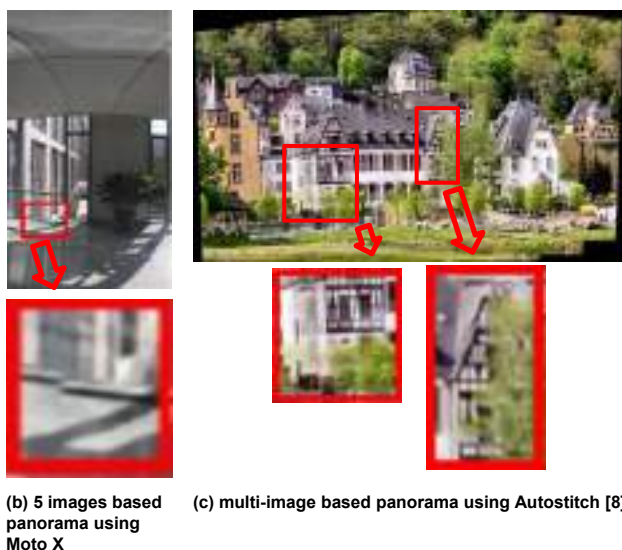 (b) 5 images based
panorama using
Moto X
(c) multi-image based panorama using Autostitch [8]